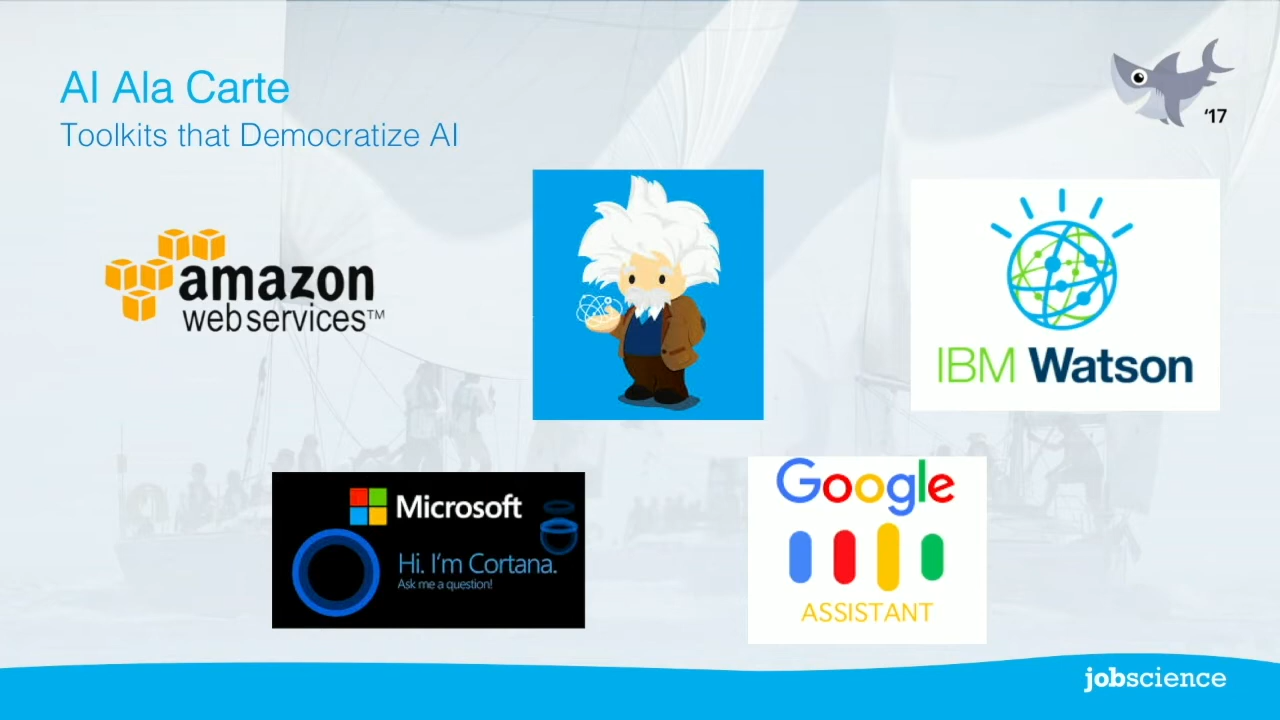 AI Ala Carte
Toolkits that Democratize AI
'17
amazon
webservices™
IBM Watson
Microsoft
Hi. I'm Cortana.
Ask me a question!
Google
ASSISTANT
jobscience